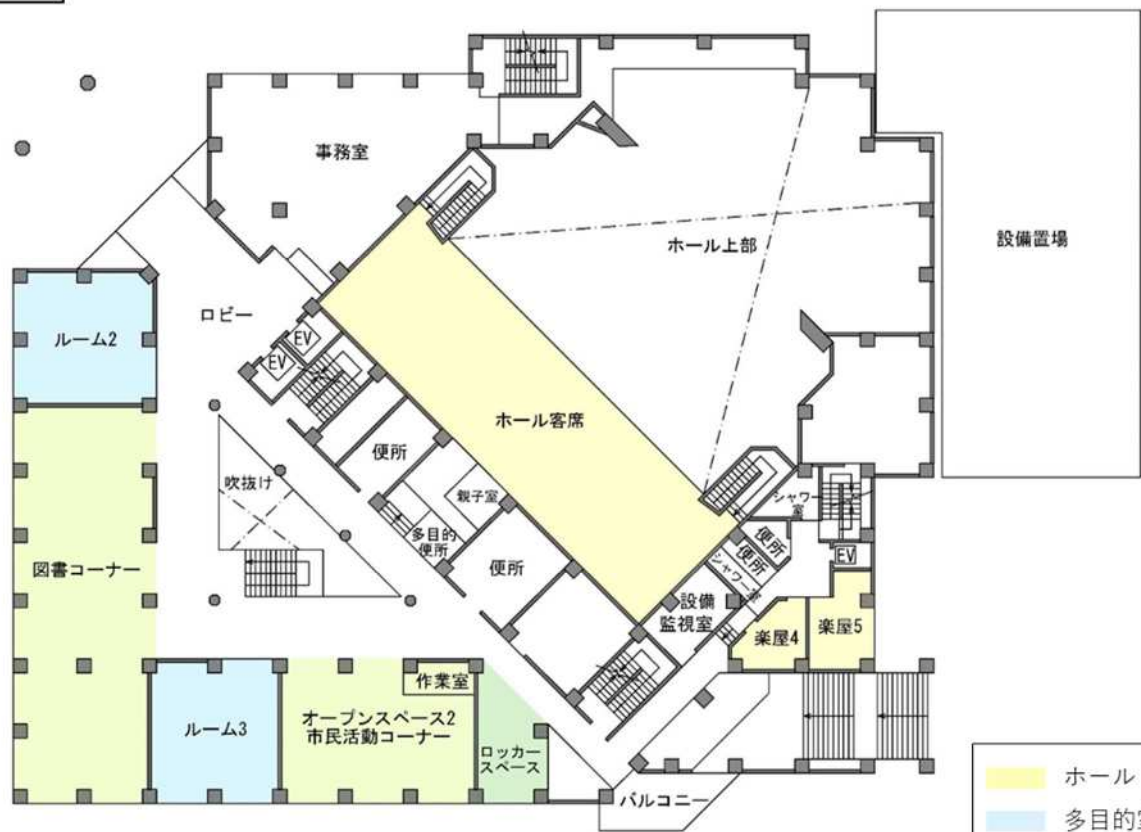 事務室
ホール上部
設備置場
ロビー
ルーム2
EV
EV
ホール客席
便所
親子室
吹抜け
多目的
便所
シャワー
室
便所
便所
シャワー室
EV
図書コーナー
便所
設備
監視室
楽屋4
楽屋5
作業室
オープンスペース2
市民活動コーナー
ルーム3
ロッカー
スペース
バルコニー
ホール
多目的室